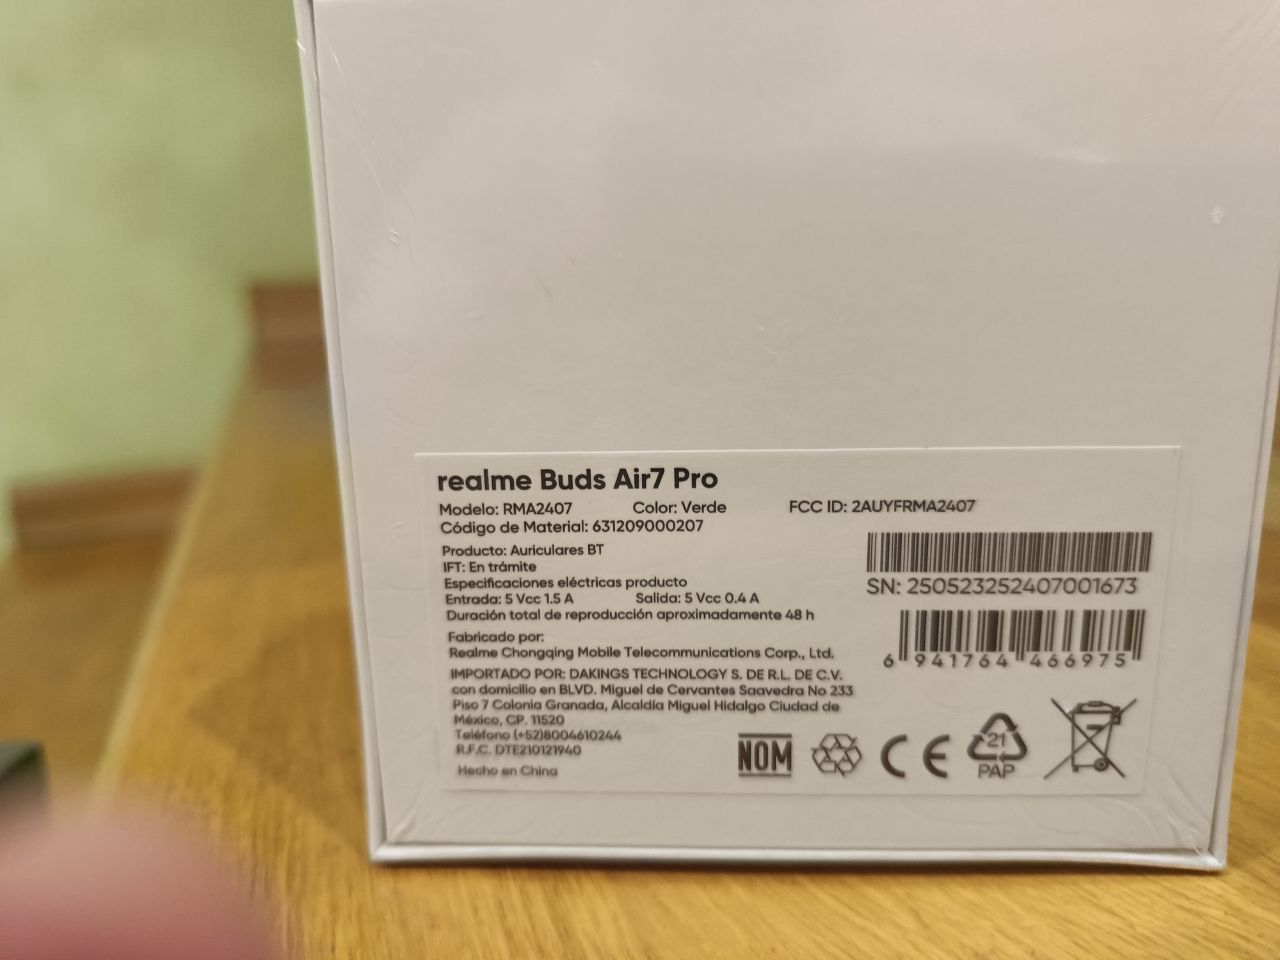 realme Buds Air7 Pro
Modelo: RMA2407 Color: Verde FCC ID: 2AUYFRMA2407
Código de Material: 631209000207
Producto: Auriculares BT
IFT: En trámite
Especificaciones eléctricas producto
Entrada: 5 Vcc 1.5 A Salida: 5 Vcc 0.4 A
Duración total de reproducción aproximadamente 48 h
SN: 250523252407001673
Fabricado por:
Realme Chongqing Mobile Telecommunications Corp., Ltd.
6 941764 466975
IMPORTADO POR: DAKINGS TECHNOLOGY S. DE R.L. DE C.V.
con domicilio en BLVD. Miguel de Cervantes Saavedra No 233
Piso 7 Colonia Granada, Alcaldía Miguel Hidalgo Ciudad de
México, CP. 11520
Teléfono (+52)8004610244
R.F.C. DTE210121940
Hecho en China
NOM
CE
21
PAP